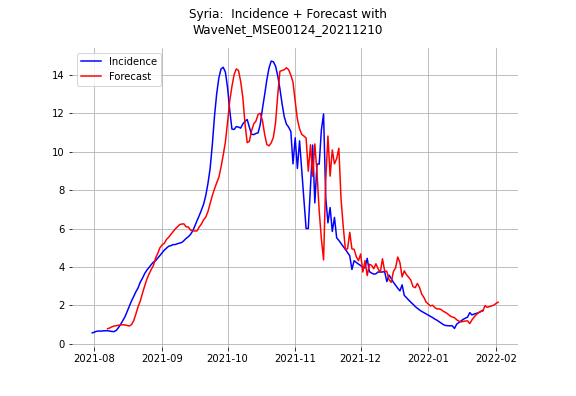 Syria:  Incidence + Forecast with
WaveNet_MSE00124_20211210
Incidence
Forecast
14
12
10
8
6
4
2
0
2021-08 2021-09 2021-10 2021-11 2021-12 2022-01 2022-02